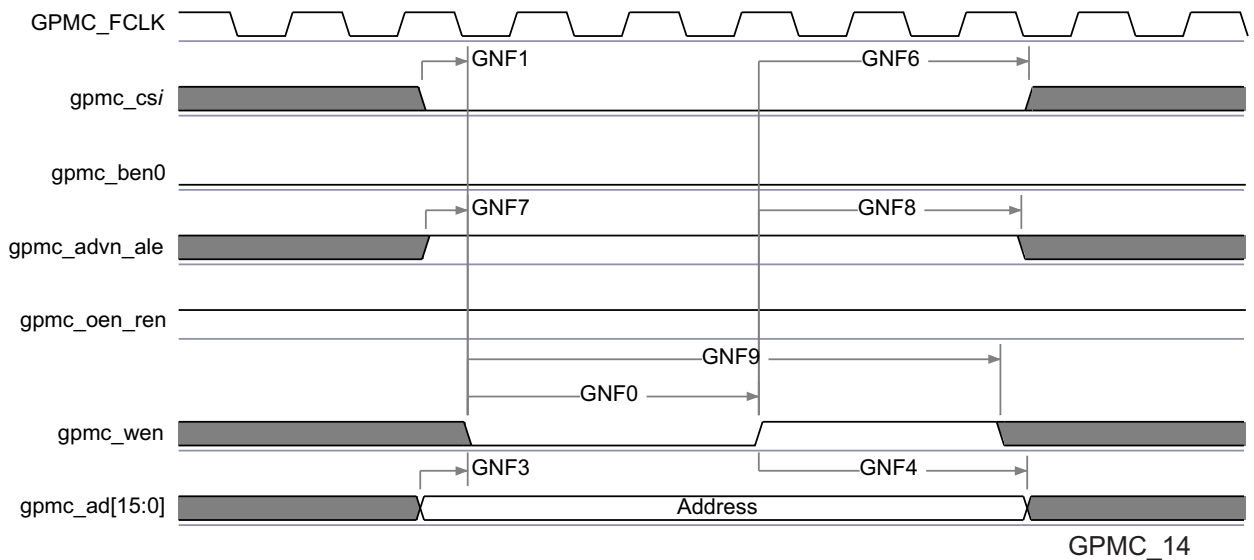 GPMC_FCLK
GNF1
GNF6
gpmc_csi
gpmc_ben0
GNF7
GNF8
gpmc_advn_ale
gpmc_oen_ren
GNF9
GNF0
gpmc_wen
GNF3
GNF4
gpmc_ad[15:0]
Address
GPMC_14